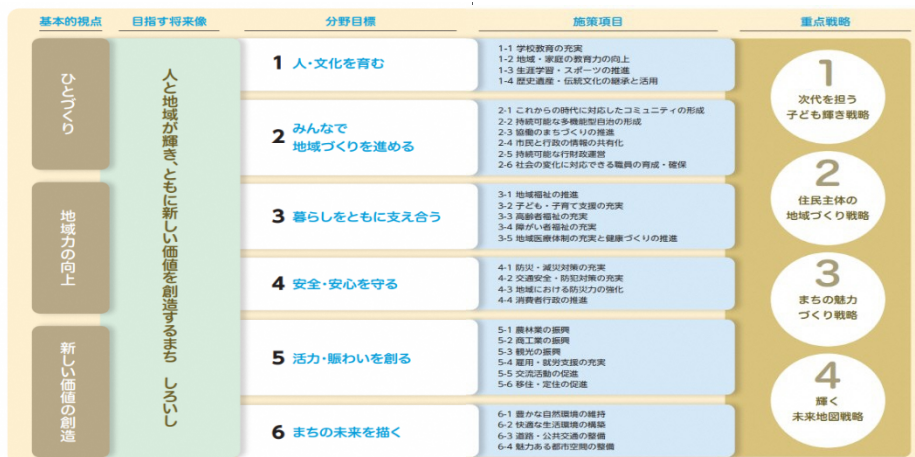 基本的視点
目指す将来像
分野目標
施策項目
重点戦略
ひとづくり
地域力の向上
新しい価値の創造
人と地域が輝き、ともに新しい価値を創造するまち　しろいし
1 人・文化を育む
1-1 学校教育の充実
1-2 地域・家庭の教育力の向上
1-3 生涯学習・スポーツの推進
1-4 歴史遺産・伝統文化の継承と活用
2 みんなで
地域づくりを進める
2-1 これからの時代に対応したコミュニティの形成
2-2 持続可能な多機能型自治の形成
2-3 協働のまちづくりの推進
2-4 市民と行政の情報の共有化
2-5 持続可能な行財政運営
2-6 社会の変化に対応できる職員の育成・確保
3 暮らしをともに支え合う
3-1 地域福祉の推進
3-2 子ども・子育て支援の充実
3-3 高齢者福祉の充実
3-4 障がい者福祉の充実
3-5 地域医療体制の充実と健康づくりの推進
4 安全・安心を守る
4-1 防災・減災対策の充実
4-2 交通安全・防犯対策の充実
4-3 地域における防災力の強化
4-4 消費者行政の推進
5 活力・賑わいを創る
5-1 農林業の振興
5-2 商工業の振興
5-3 観光の振興
5-4 雇用・就労支援の充実
5-5 交流活動の促進
5-6 移住・定住の促進
6 まちの未来を描く
6-1 豊かな自然環境の維持
6-2 快適な生活環境の構築
6-3 道路・公共交通の整備
6-4 魅力ある都市空間の整備
1
次代を担う
子ども輝き戦略
2
住民主体の
地域づくり戦略
3
まちの魅力
づくり戦略
4
輝く
未来地図戦略